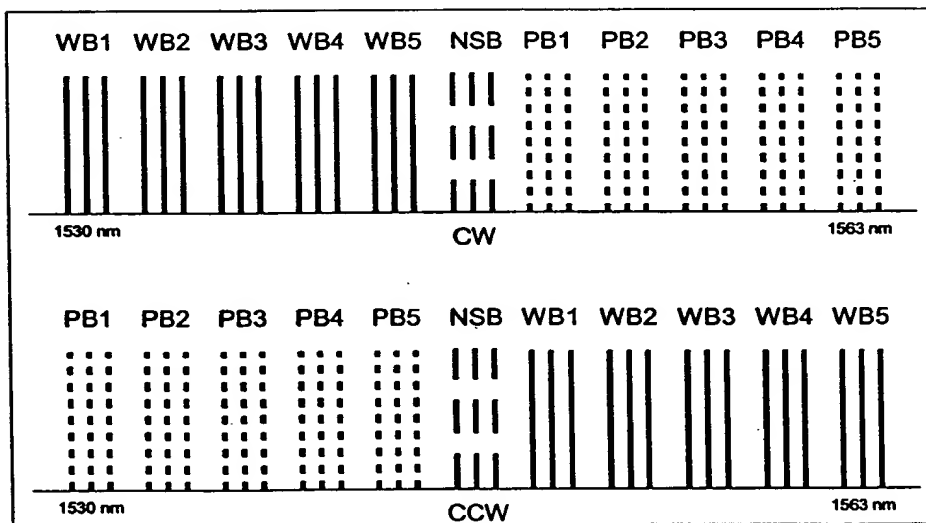 WB1 WB2 WB3 WB4 WB5 NSB PB1 PB2 PB3 PB4 PB5
1530 nm 1563 nm
CW
PB1 PB2 PB3 PB4 PB5 NSB WB1 WB2 WB3 WB4 WB5
1530 nm 1563 nm
CCW